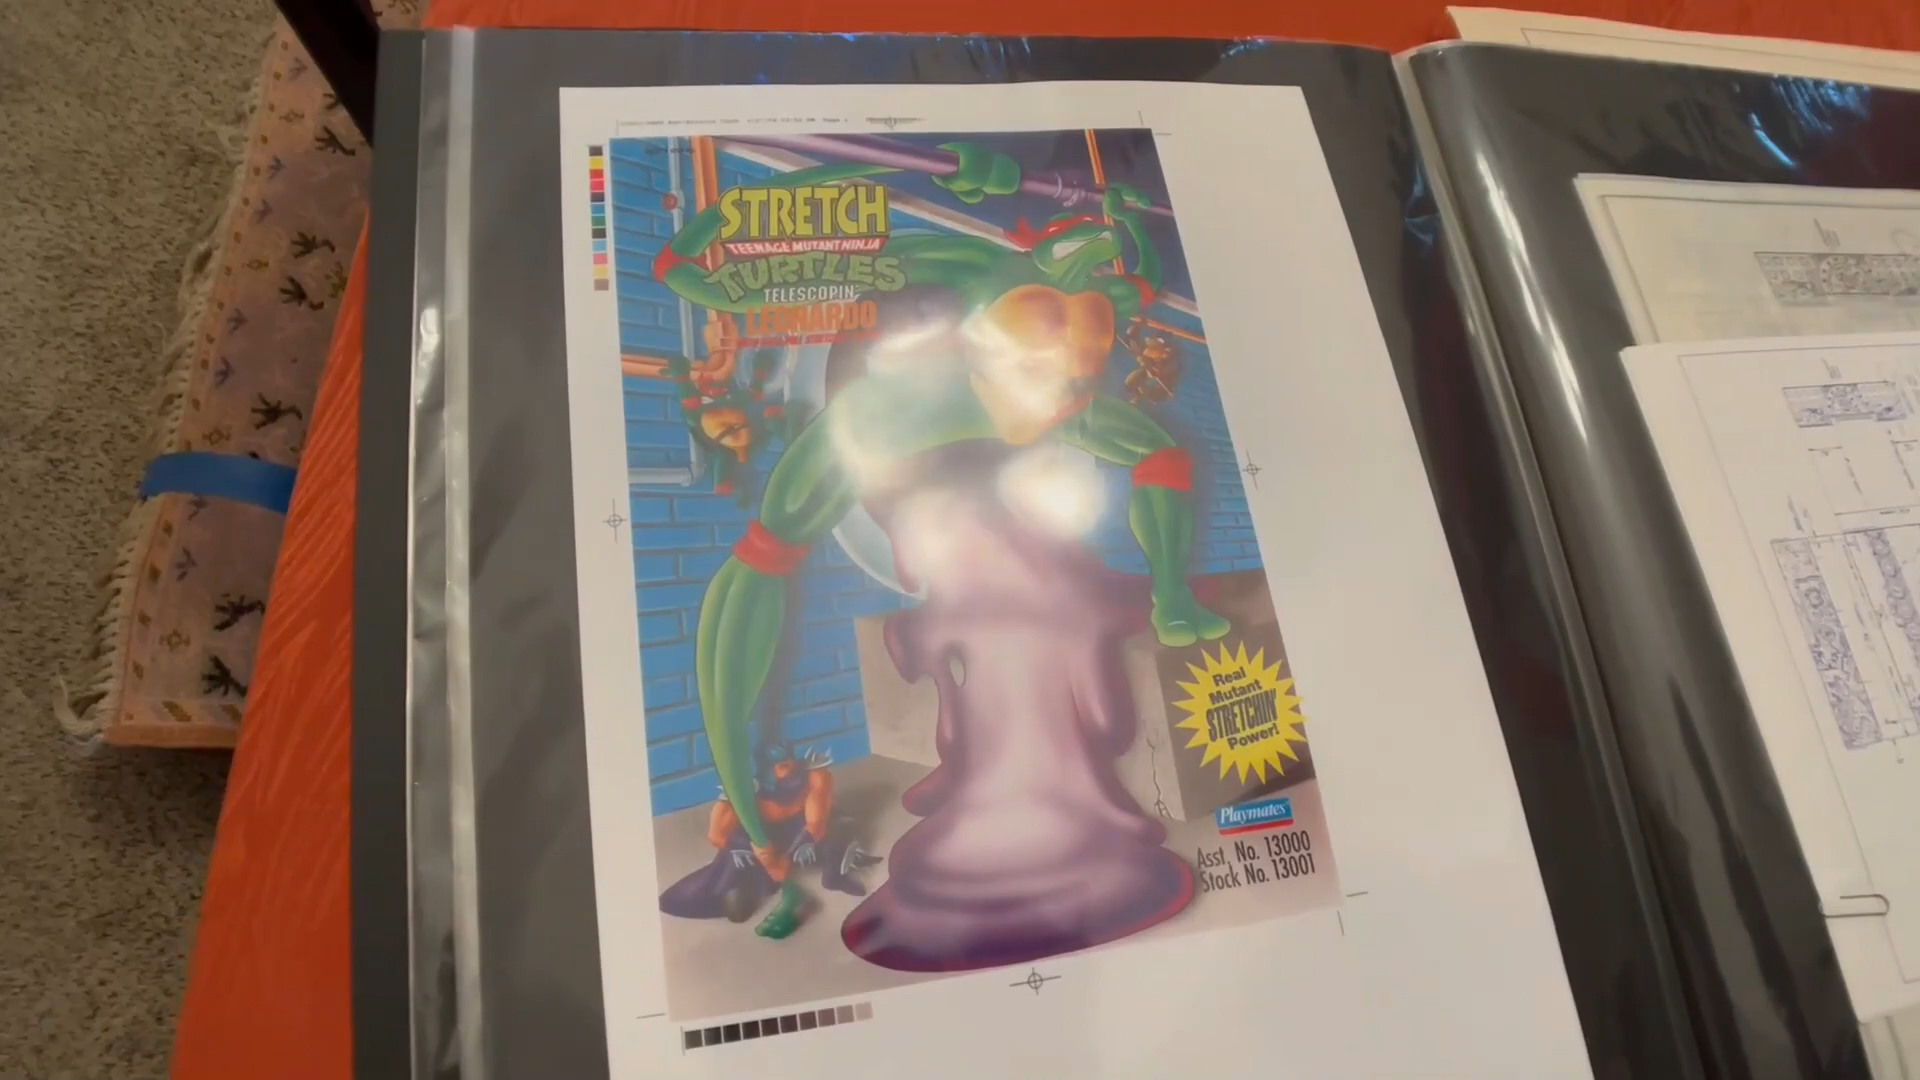 STRETCH
TEENAGE MUTANT NINJA
TURTLES
TELESCOPIN'
LEONARDO
Real
Mutant
STRETCHIN'
Power!
Playmates
Asst. No. 13000
Stock No. 13001